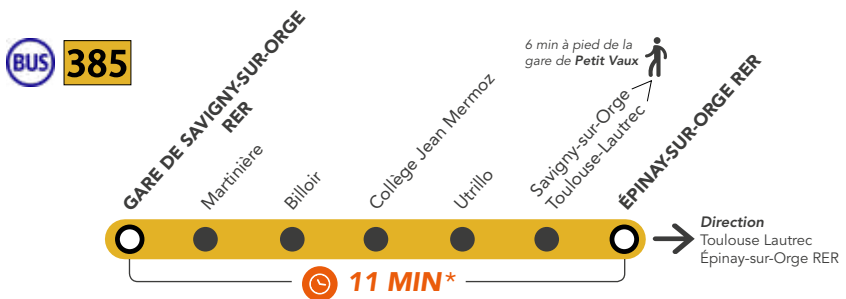 BUS
385
6 min à pied de la
gare de Petit Vaux
GARE DE SAVIGNY-SUR-ORGE
RER
Martinière
Billoir
Collège Jean Mermoz
Utrillo
Savigny-sur-Orge
Toulouse-Lautrec
ÉPINAY-SUR-ORGE RER
Direction
Toulouse Lautrec
Épinay-sur-Orge RER
11 MIN*